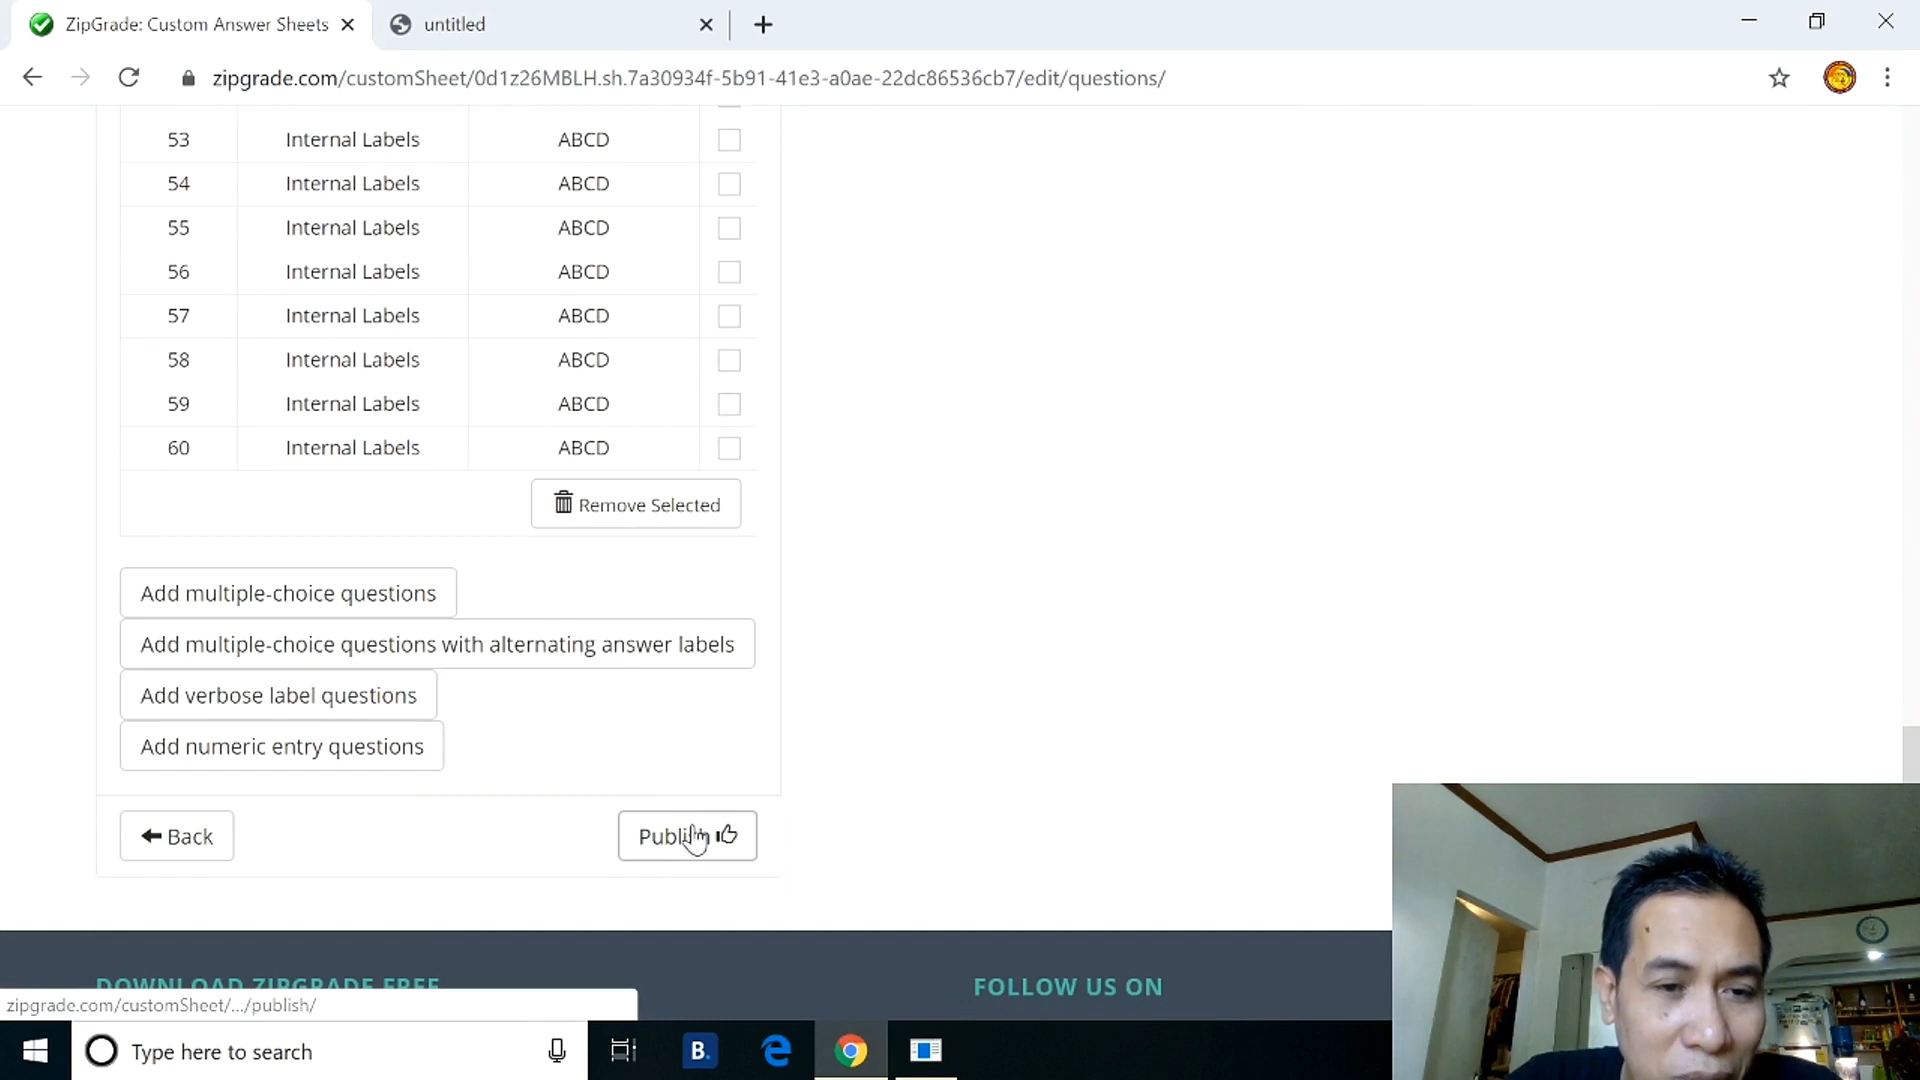 ZipGrade: Custom Answer Sheets
untitled
zipgrade.com/customSheet/0d1z26MBLH.sh.7a30934f-5b91-41e3-a0ae-22dc86536cb7/edit/questions/
53 Internal Labels ABCD
54 Internal Labels ABCD
55 Internal Labels ABCD
56 Internal Labels ABCD
57 Internal Labels ABCD
58 Internal Labels ABCD
59 Internal Labels ABCD
60 Internal Labels ABCD
Remove Selected
Add multiple-choice questions
Add multiple-choice questions with alternating answer labels
Add verbose label questions
Add numeric entry questions
Back
Publish
DOWNLOAD ZIPGRADE FREE
FOLLOW US ON
zipgrade.com/customSheet/.../publish/
Type here to search
B.